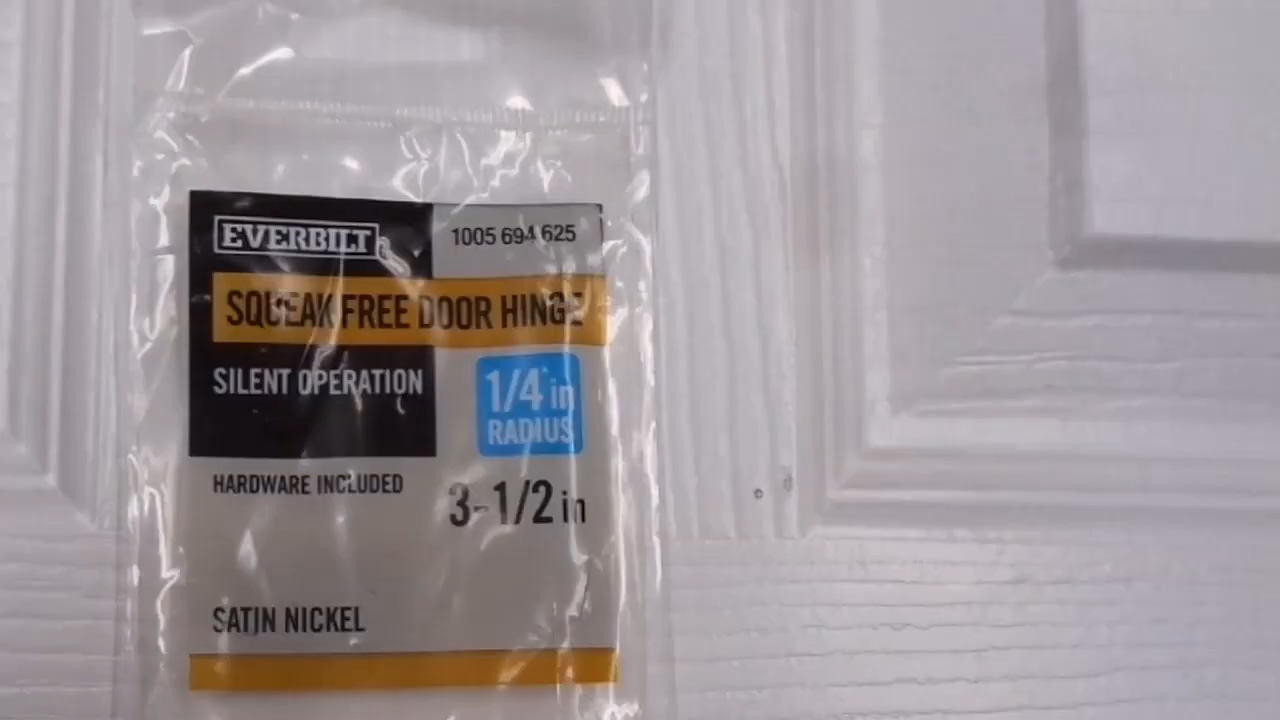 EVERBILT
1005 694 625
SQUEAK FREE DOOR HINGE
SILENT OPERATION
1/4 in
RADIUS
HARDWARE INCLUDED
3-1/2 in
SATIN NICKEL